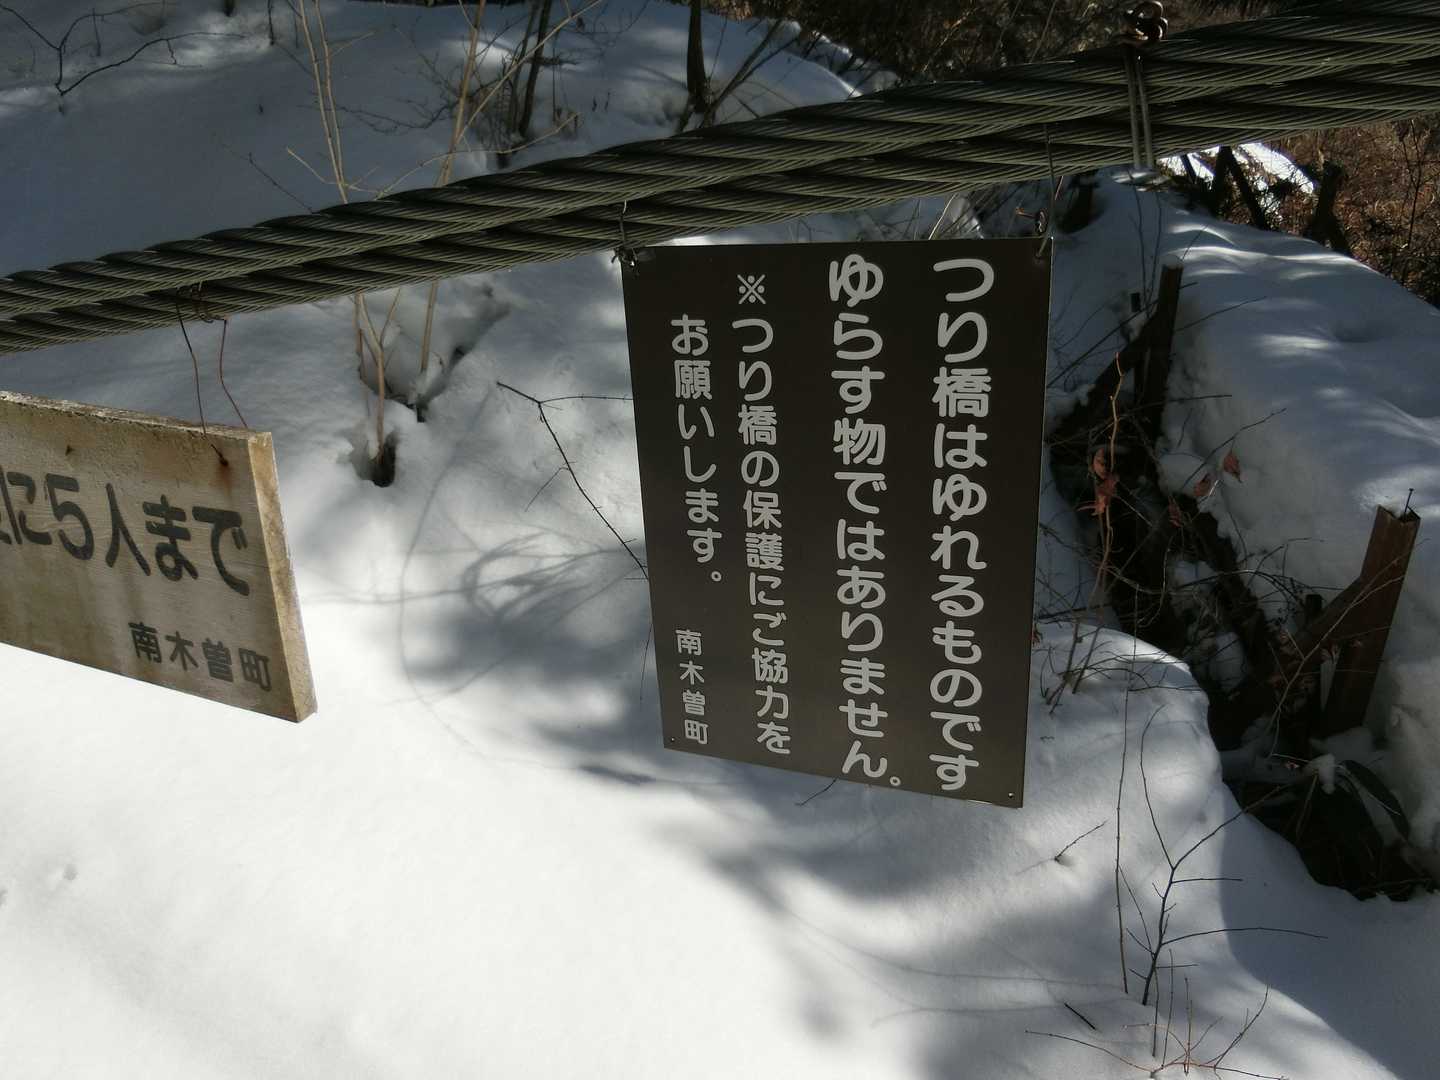 つり橋はゆれるものです
ゆらす物ではありません。
※つり橋の保護にご協力を
お願いします。
南木曽町
に5人まで
南木曽町